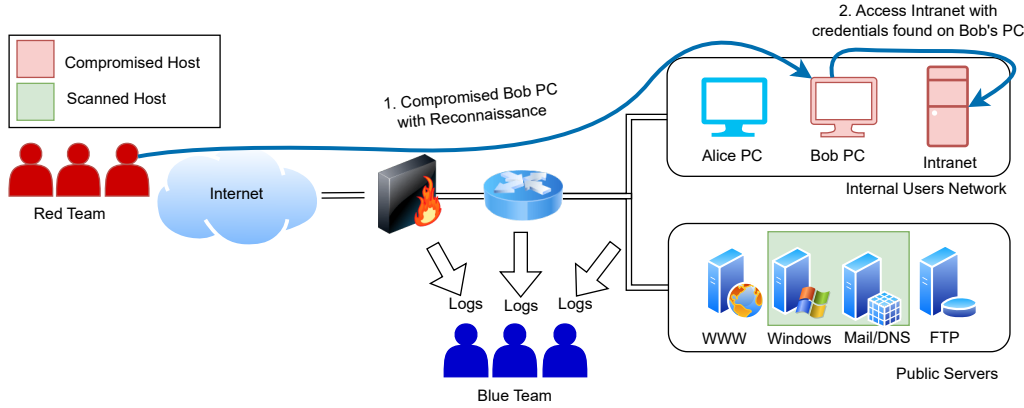 2. Access Intranet with
credentials found on Bob's PC
Compromised Host
Scanned Host
1. Compromised Bob PC
with Reconnaissance
Alice PC
Bob PC
Intranet
Internal Users Network
Red Team
Internet
Logs
Logs
Logs
Blue Team
WWW
Windows
Mail/DNS
FTP
Public Servers